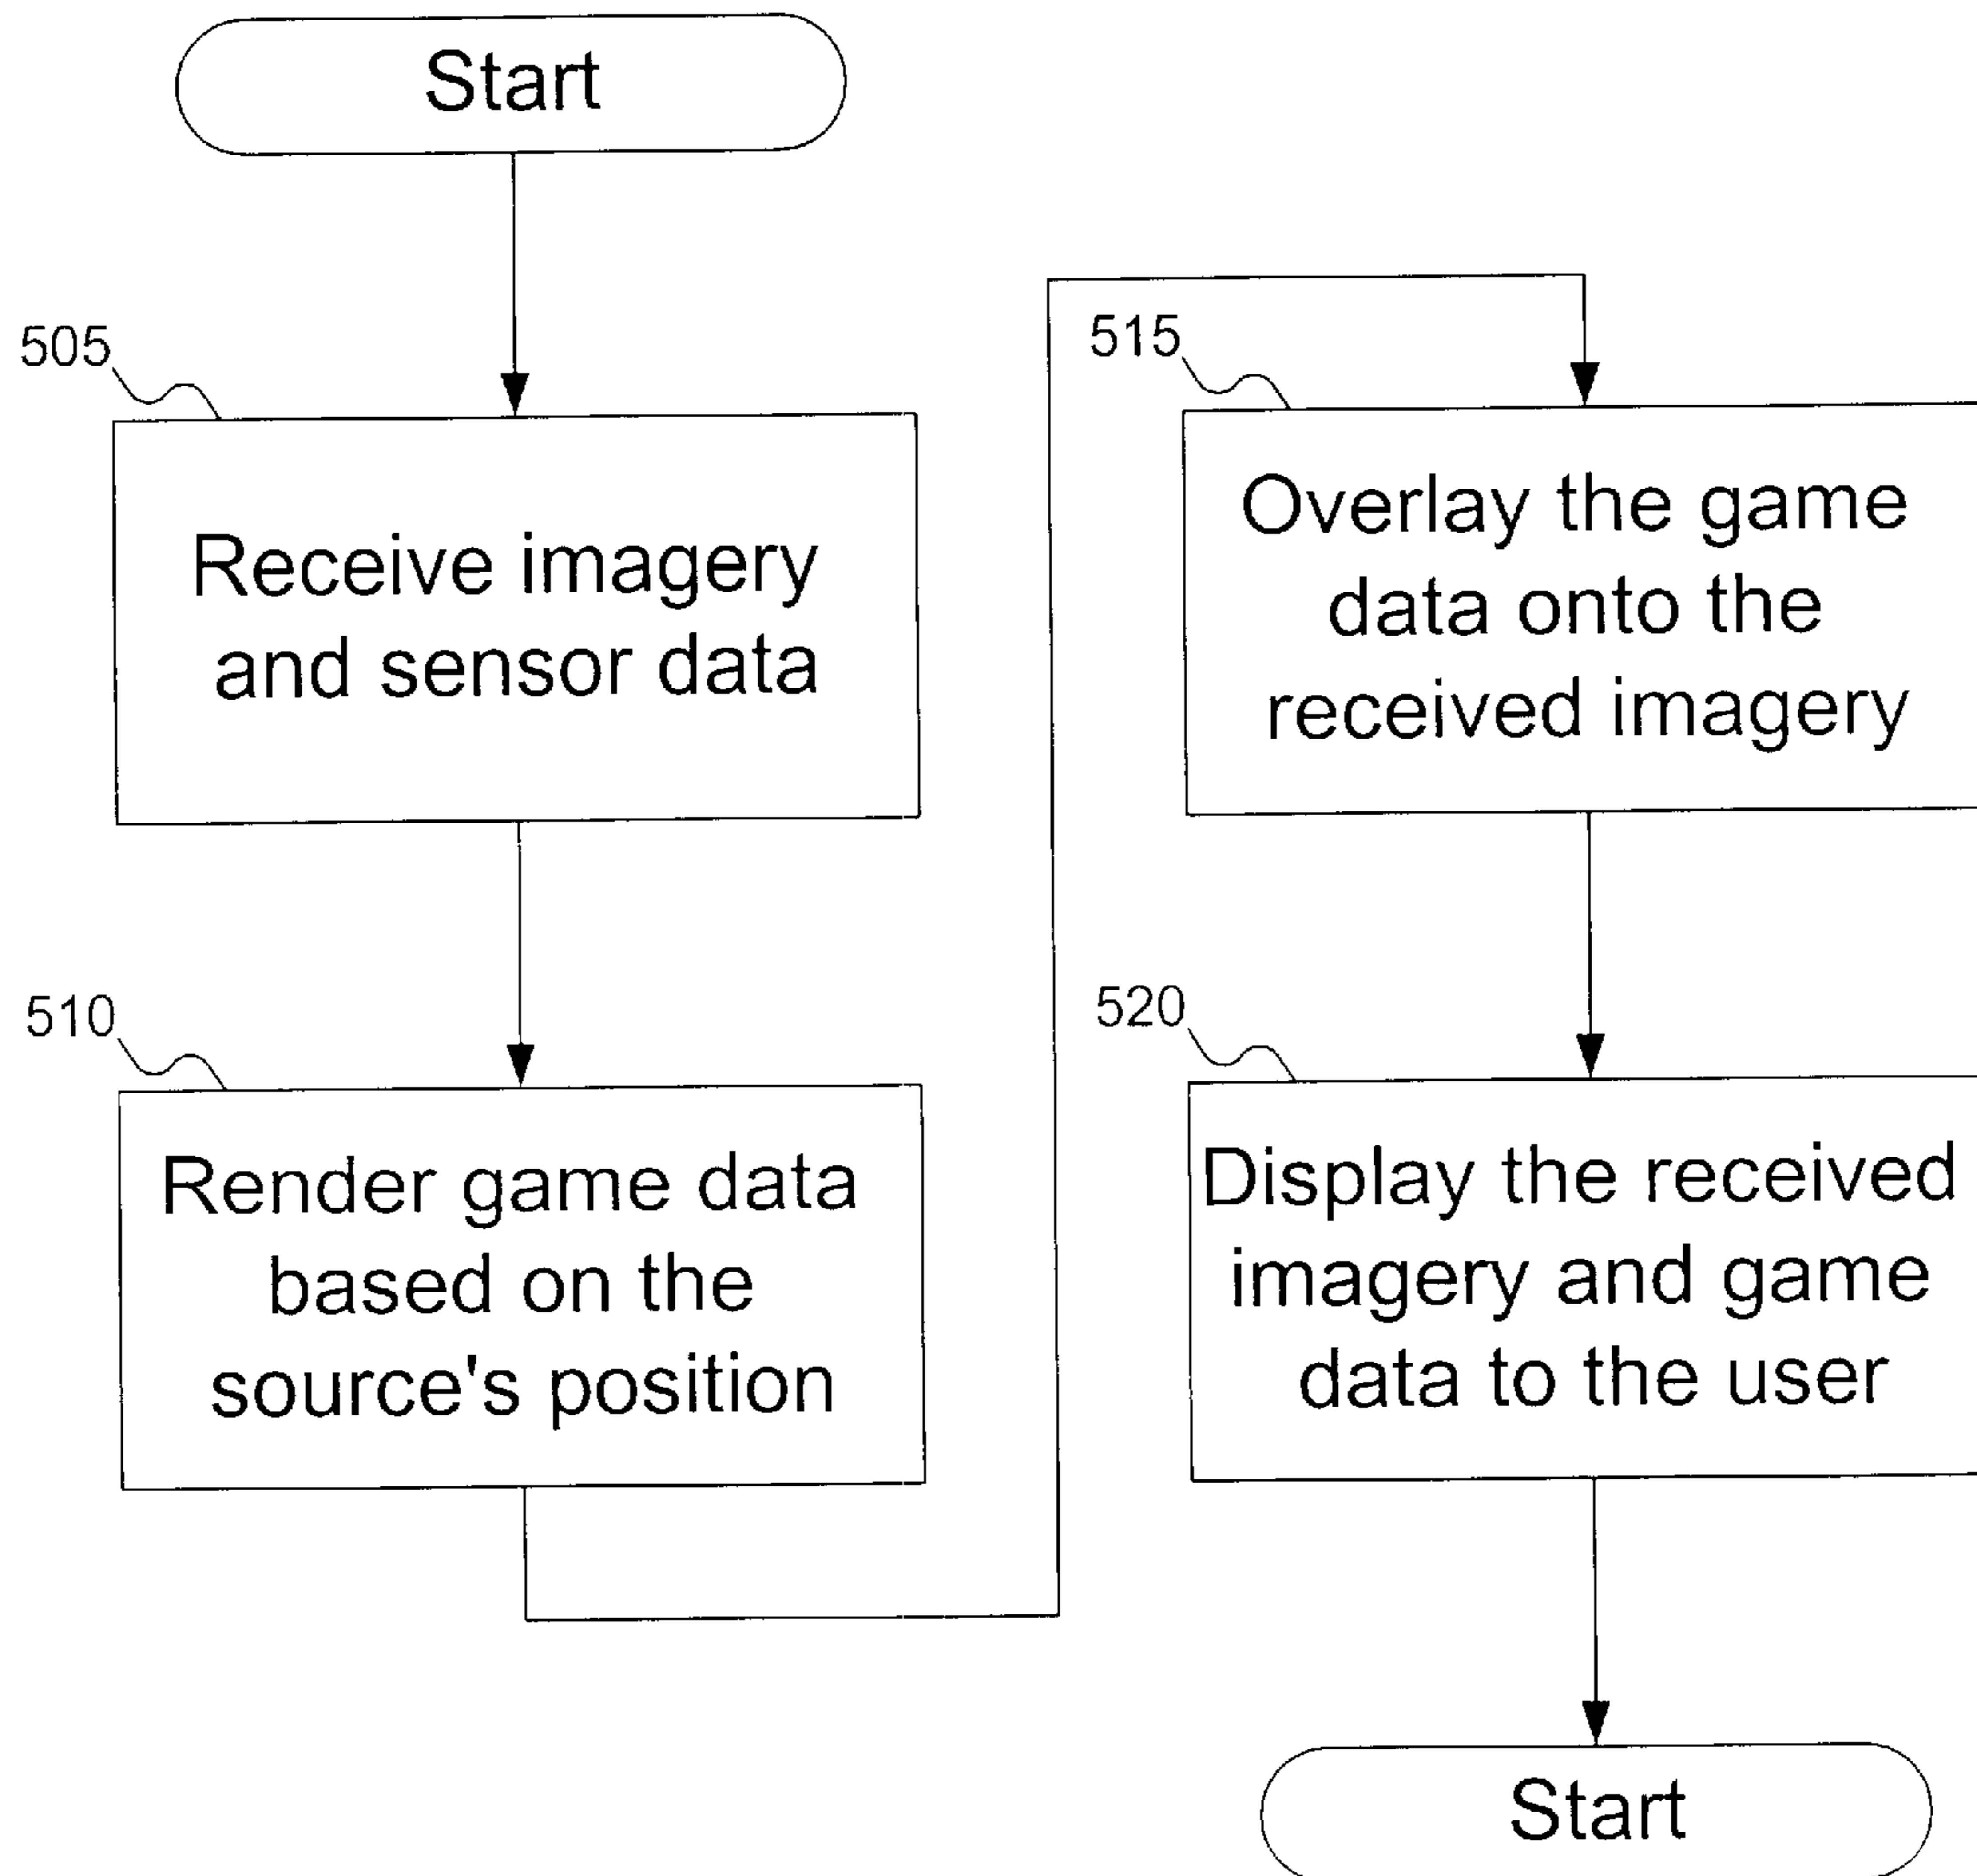 Start
505
Receive imagery
and sensor data
510
Render game data
based on the
source's position
515
Overlay the game
data onto the
received imagery
520
Display the received
imagery and game
data to the user
Start